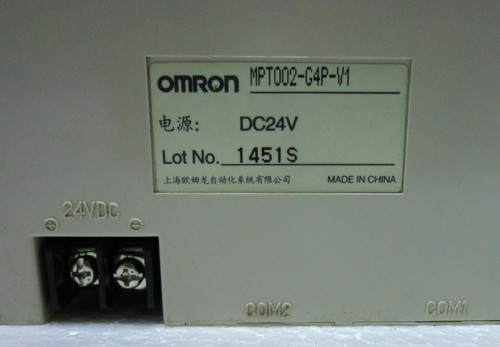 OMRON MPT002-G4P-V1
电源: DC24V
Lot No. 1451S
上海欧姆龙自动化系统有限公司 MADE IN CHINA
24VDC
+ -
COM2 COM1